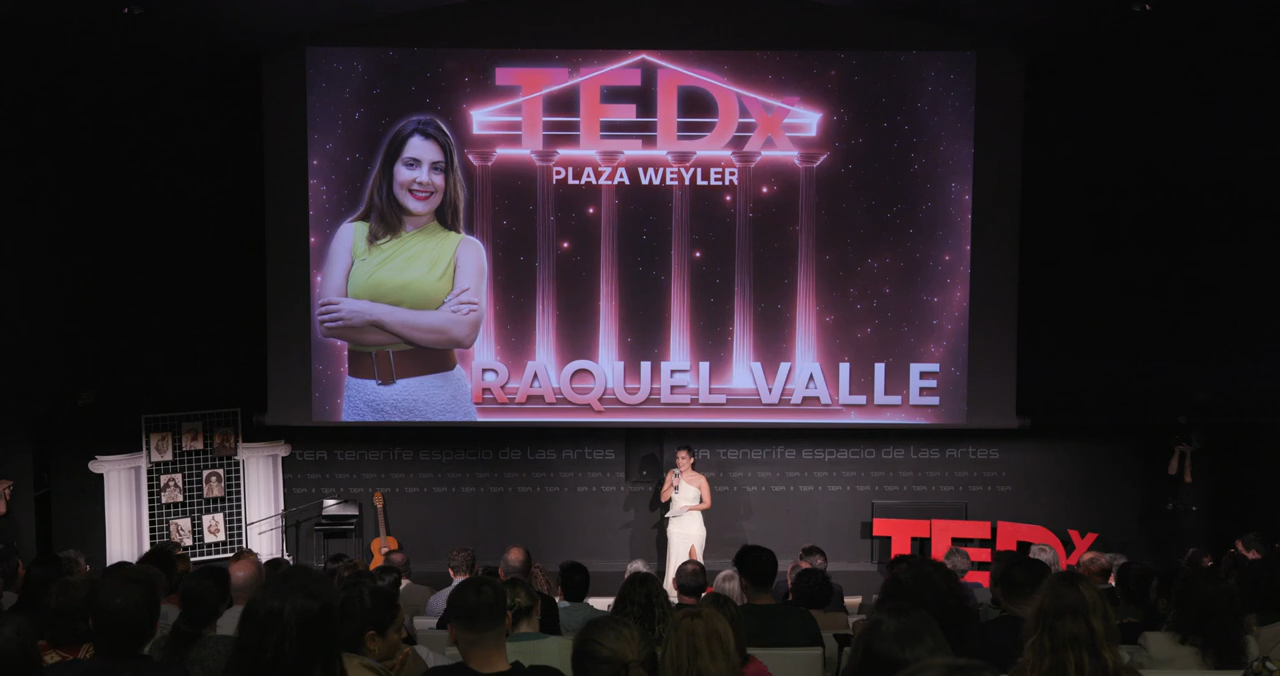 TEDx
PLAZA WEYLER
RAQUEL VALLE
TEA Tenerife Espacio de las Artes
TEA Tenerife Espacio de las Artes
TEDx